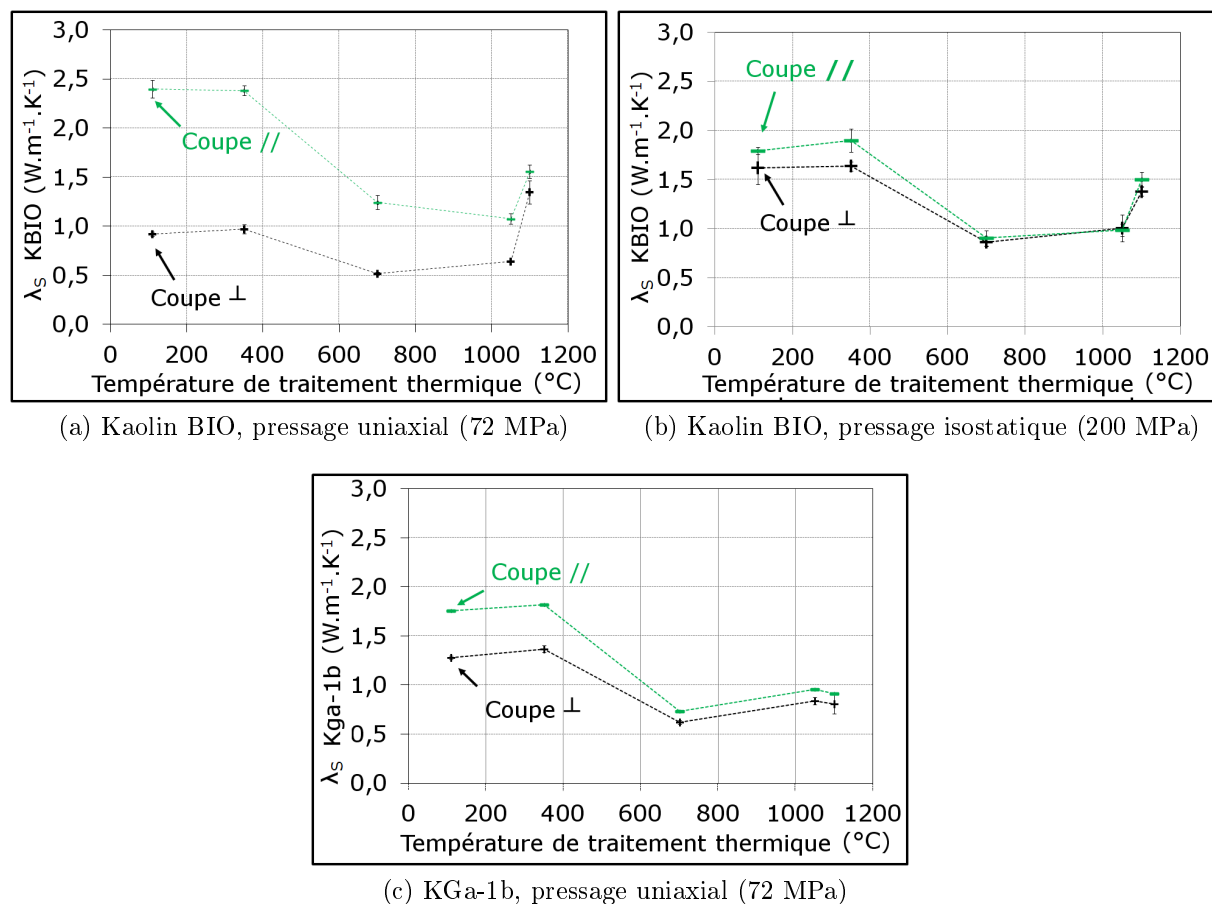 3,0
2,5
2,0
1,5
1,0
0,5
0,0
λS KBIO (W.m-1.K-1)
Coupe //
Coupe ⊥
0 200 400 600 800 1000 1200
Température de traitement thermique (°C)
(a) Kaolin BIO, pressage uniaxial (72 MPa)
3,0
2,5
2,0
1,5
1,0
0,5
0,0
λS KBIO (W.m-1.K-1)
Coupe //
Coupe ⊥
0 200 400 600 800 1000 1200
Température de traitement thermique (°C)
(b) Kaolin BIO, pressage isostatique (200 MPa)
3,0
2,5
2,0
1,5
1,0
0,5
0,0
λS Kga-1b (W.m-1.K-1)
Coupe //
Coupe ⊥
0 200 400 600 800 1000 1200
Température de traitement thermique (°C)
(c) KGa-1b, pressage uniaxial (72 MPa)